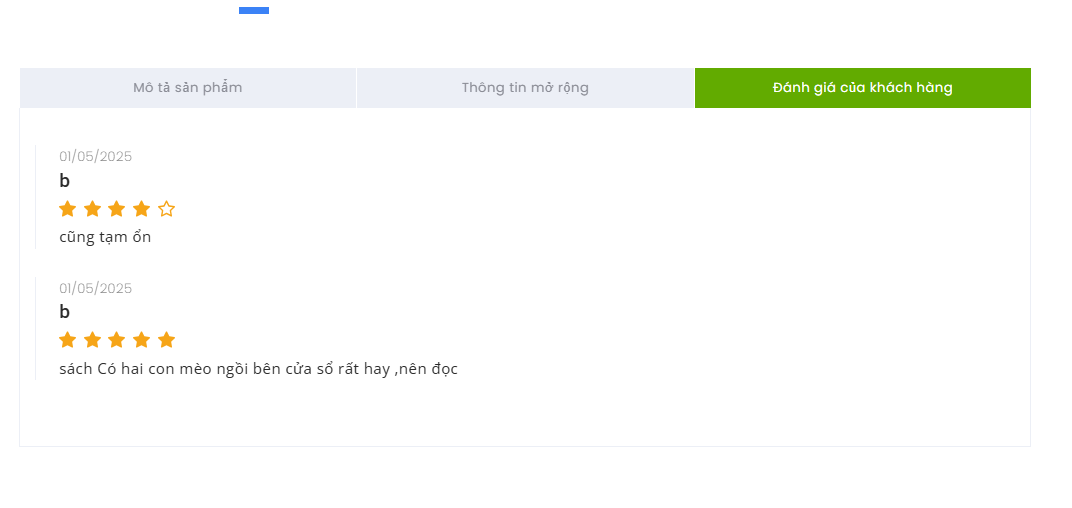 Mô tả sản phẩm
Thông tin mở rộng
Đánh giá của khách hàng
01/05/2025
b
cũng tạm ổn
01/05/2025
b
sách Có hai con mèo ngồi bên cửa sổ rất hay ,nên đọc